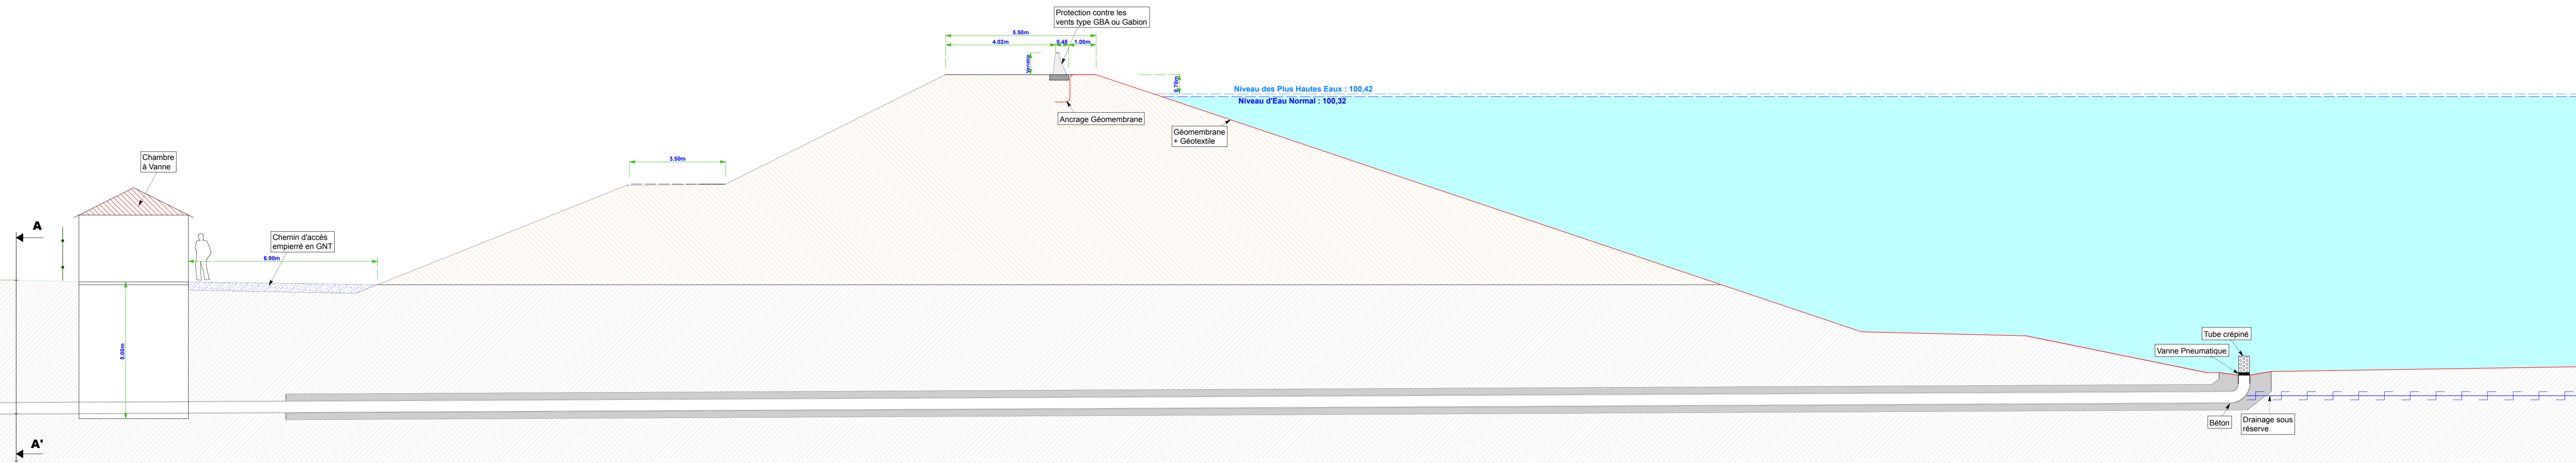 Protection contre les
vents type GBA ou Gabion
5.50m
4.02m
0.48
1.00m
Variable
0.70m
Niveau des Plus Hautes Eaux : 100,42
Niveau d'Eau Normal : 100,32
Ancrage Géomembrane
Géomembrane
+ Géotextile
3.50m
Chambre
à Vanne
A
Chemin d'accès
empierré en GNT
6.90m
5.00m
Tube crépiné
Vanne Pneumatique
Béton
Drainage sous
réserve
A'